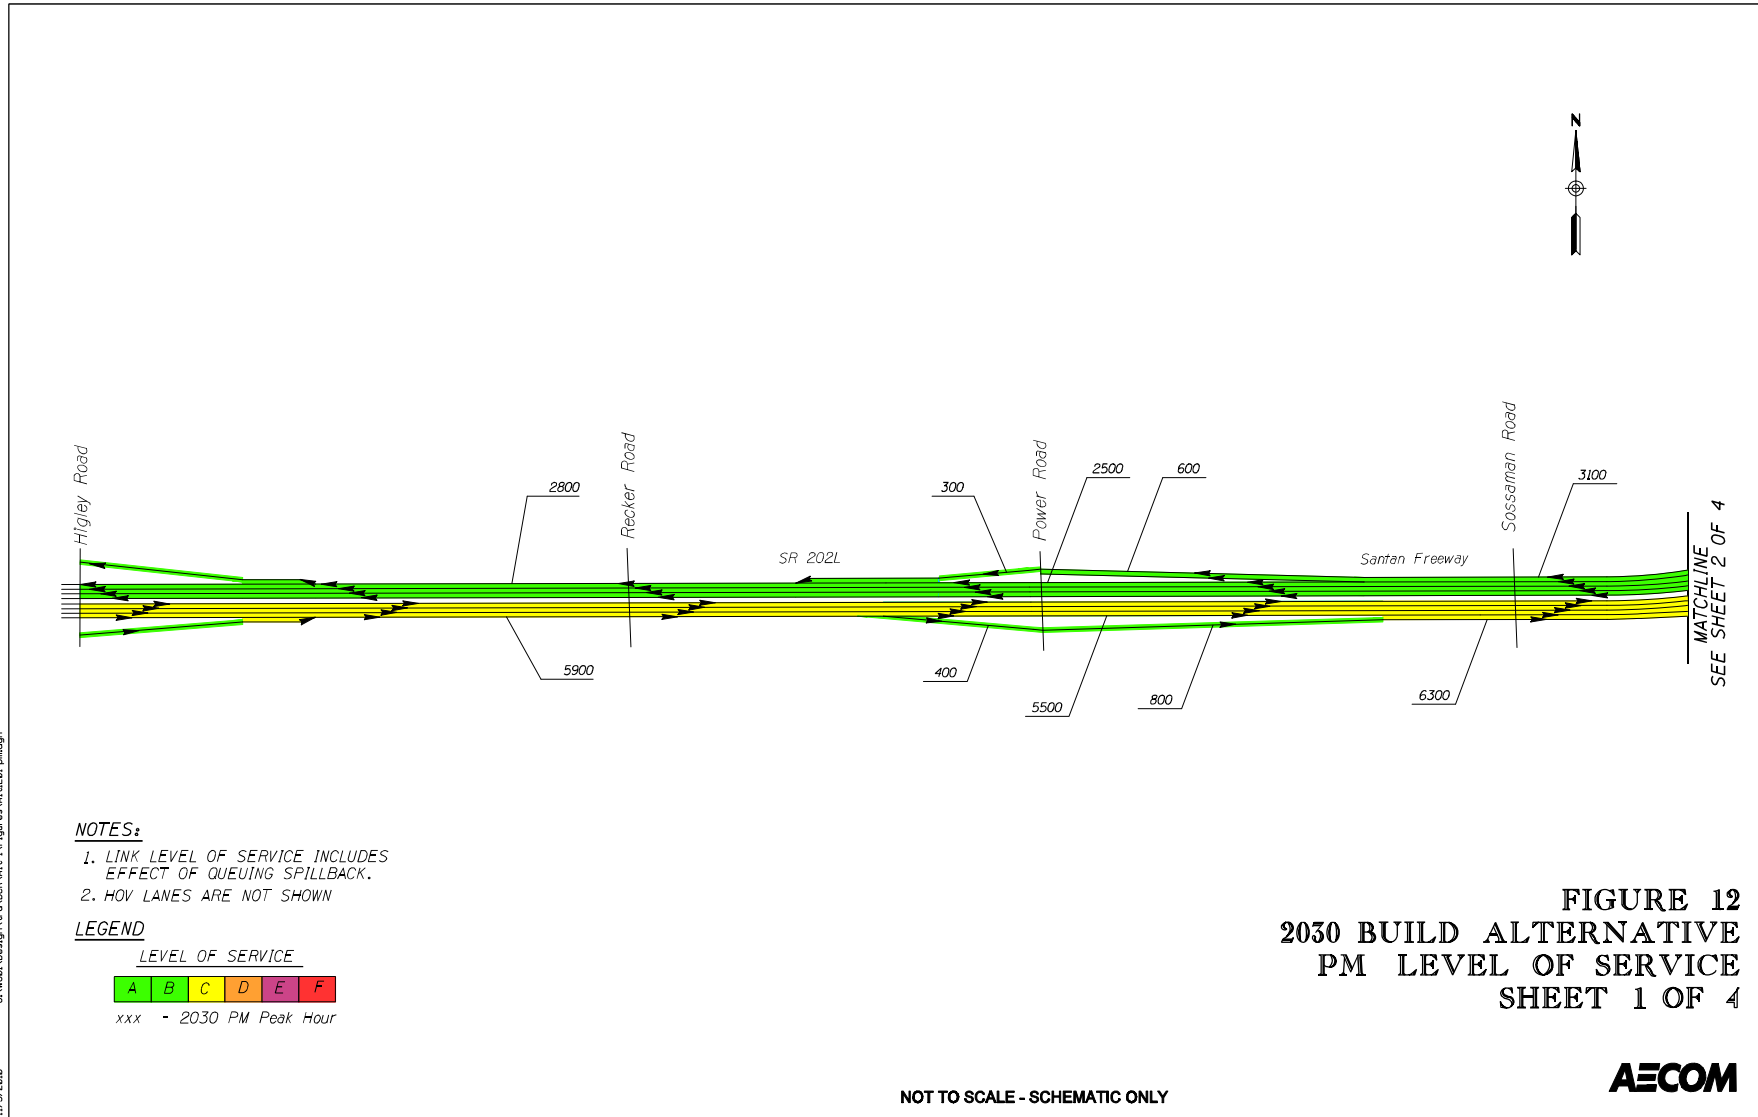 N
Higley Road
Recker Road
Power Road
Sossaman Road
2800
300
2500
600
3100
SR 202L
Santan Freeway
MATCHLINE
SEE SHEET 2 OF 4
5900
400
5500
800
6300
NOTES:
1. LINK LEVEL OF SERVICE INCLUDES
EFFECT OF QUEUING SPILLBACK.
2. HOV LANES ARE NOT SHOWN
LEGEND
LEVEL OF SERVICE
A B C D E F
xxx - 2030 PM Peak Hour
FIGURE 12
2030 BUILD ALTERNATIVE
PM LEVEL OF SERVICE
SHEET 1 OF 4
AECOM
NOT TO SCALE - SCHEMATIC ONLY